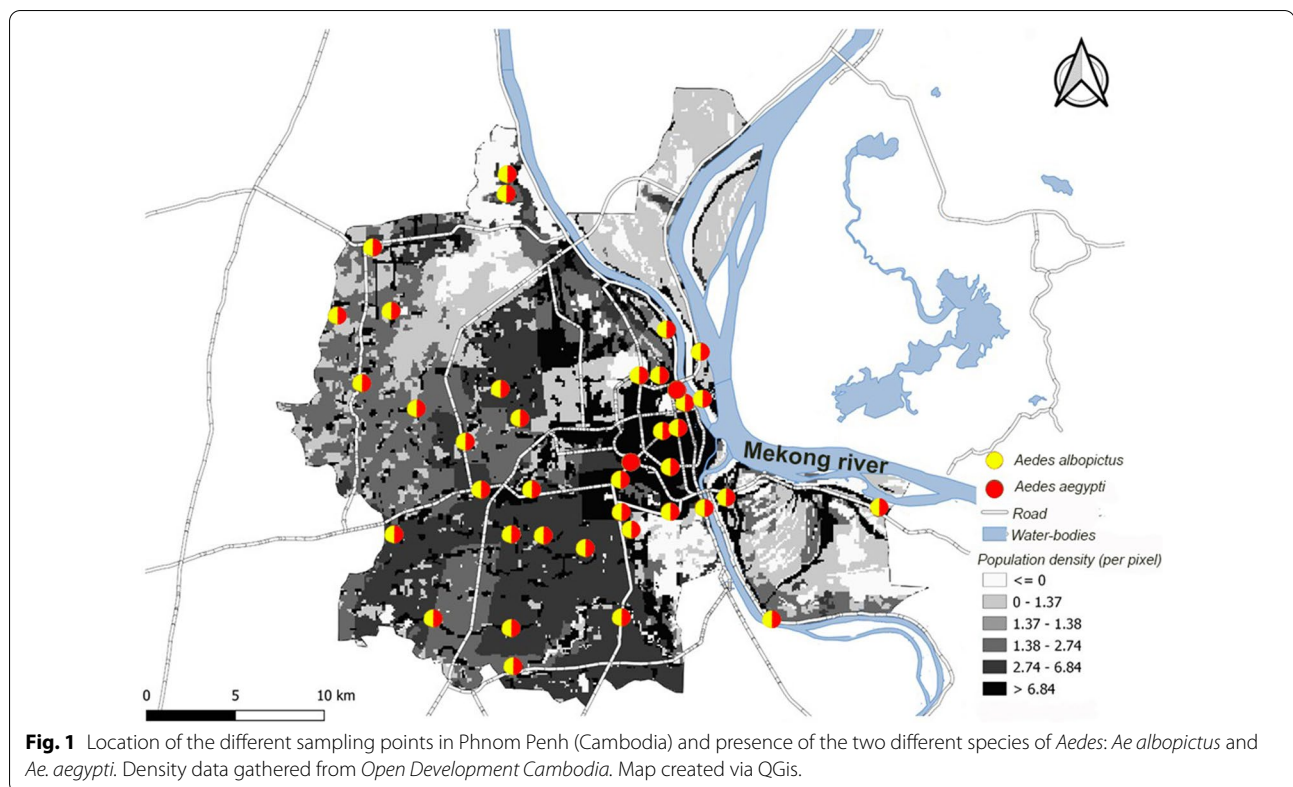 Mekong river
Aedes albopictus
Aedes aegypti
Road
Water-bodies
Population density (per pixel)
<= 0
0 - 1.37
1.37 - 1.38
1.38 - 2.74
2.74 - 6.84
> 6.84
0 5 10 km
Fig. 1 Location of the different sampling points in Phnom Penh (Cambodia) and presence of the two different species of Aedes: Ae albopictus and
Ae. aegypti. Density data gathered from Open Development Cambodia. Map created via QGis.